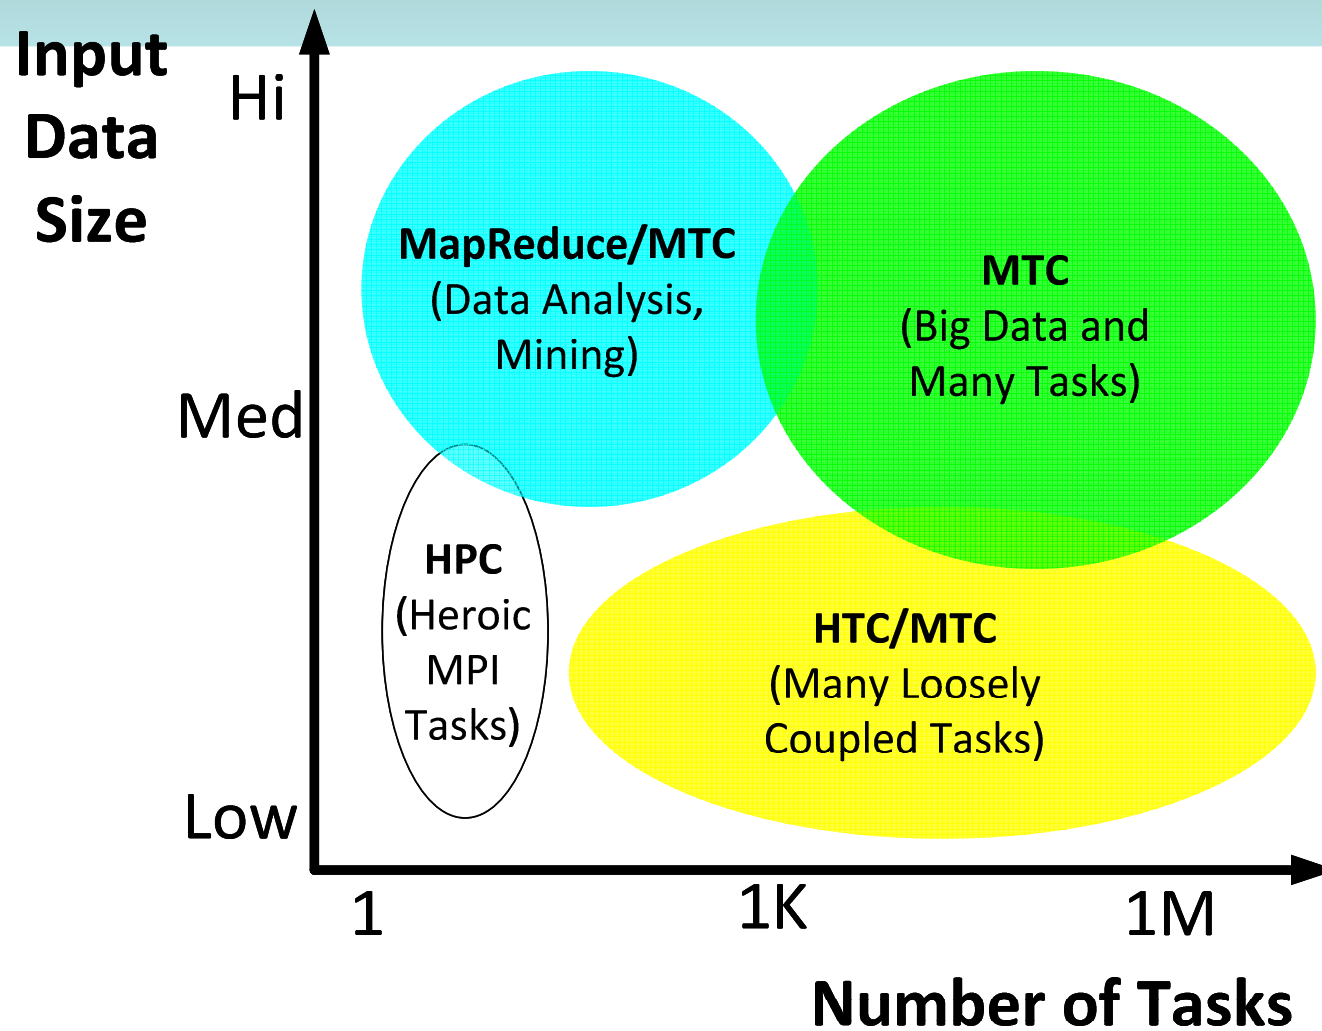 Input
Data
Size
Hi
Med
Low
MapReduce/MTC
(Data Analysis,
Mining)
MTC
(Big Data and
Many Tasks)
HPC
(Heroic
MPI
Tasks)
HTC/MTC
(Many Loosely
Coupled Tasks)
1
1K
1M
Number of Tasks